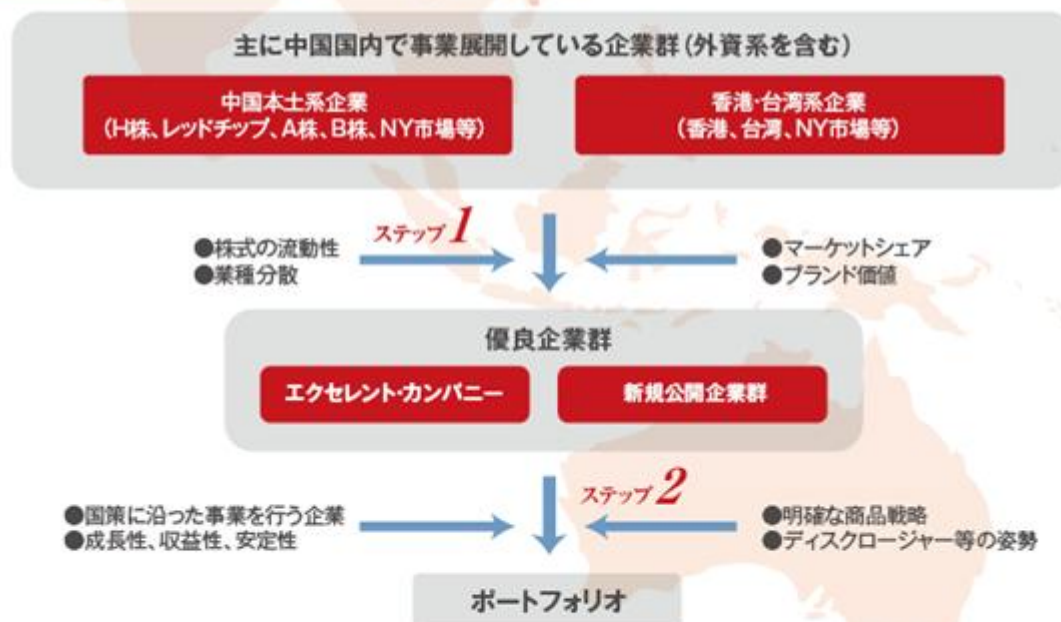 主に中国国内で事業展開している企業群(外資系を含む)
中国本土系企業
(H株、レッドチップ、A株、B株、NY市場等)
香港・台湾系企業
(香港、台湾、NY市場等)
ステップ1
●株式の流動性
●業種分散
●マーケットシェア
●ブランド価値
優良企業群
エクセレント・カンパニー
新規公開企業群
ステップ2
●国策に沿った事業を行う企業
●成長性、収益性、安定性
●明確な商品戦略
●ディスクロージャー等の姿勢
ポートフォリオ